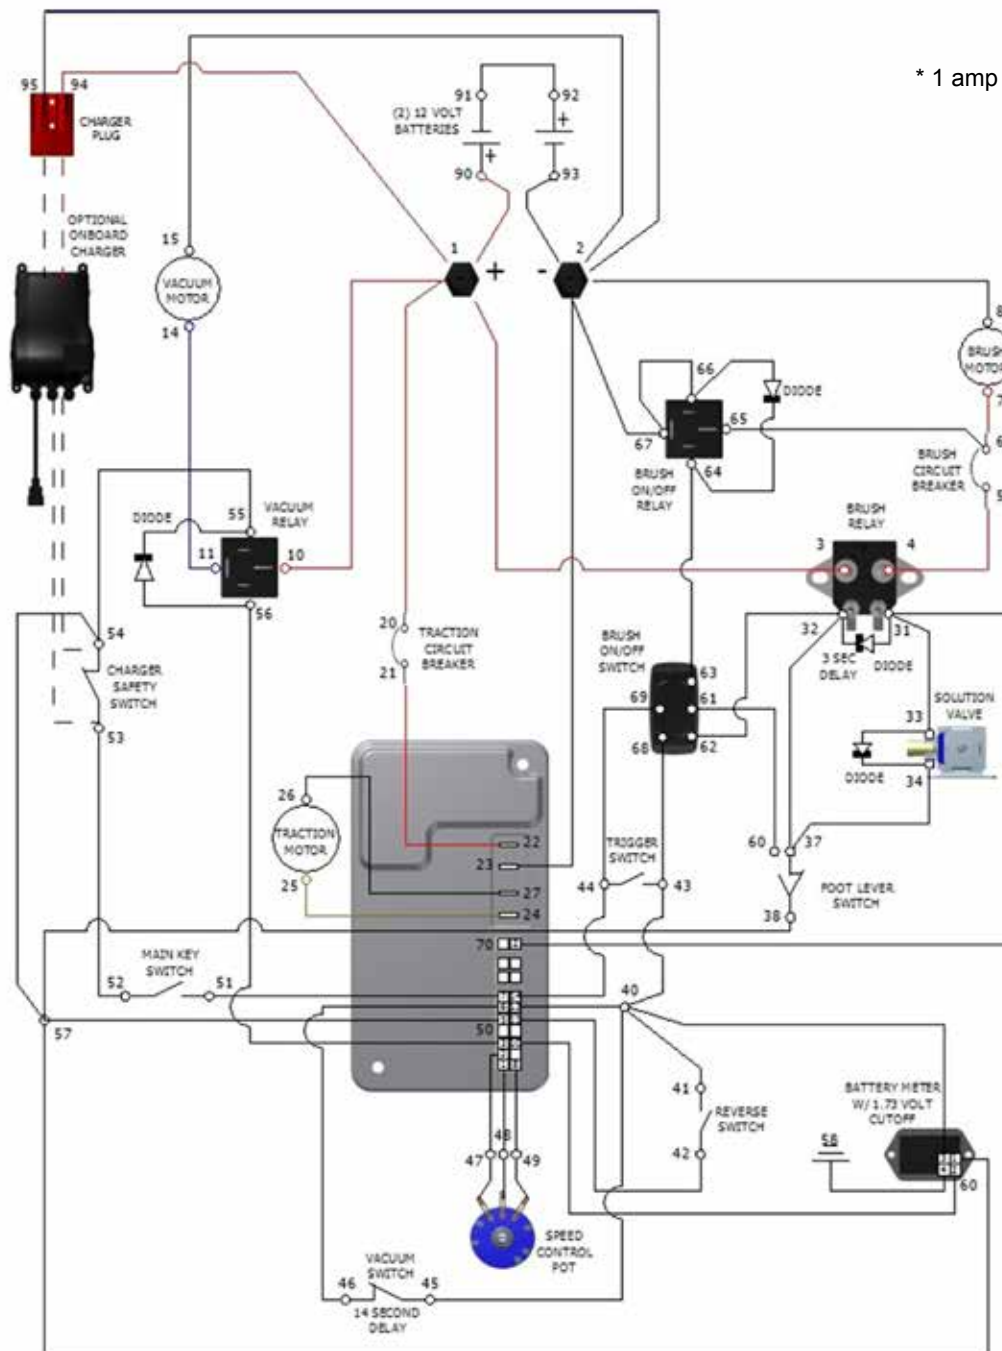 * 1 amp
95
94
91
92
CHARGER
PLUG
(2) 12 VOLT
BATTERIES
+
+
90
93
OPTIONAL
ONBOARD
CHARGER
15
1
2
+
-
VACUUM
MOTOR
14
8
BRUSH
MOTOR
7
66
DIODE
65
67
64
6
BRUSH
ON/OFF
RELAY
BRUSH
CIRCUIT
BREAKER
5
DIODE
55
VACUUM
RELAY
11
10
BRUSH
RELAY
3
4
56
54
20
TRACTION
CIRCUIT
BREAKER
21
BRUSH
ON/OFF
SWITCH
32
31
3 SEC
DELAY
DIODE
CHARGER
SAFETY
SWITCH
63
69
61
68
62
SOLUTION
VALVE
33
53
DIODE
34
26
TRACTION
MOTOR
25
22
23
27
24
TRIGGER
SWITCH
44
43
60
37
FOOT LEVER
SWITCH
38
70
MAIN KEY
SWITCH
52
51
40
57
50
41
REVERSE
SWITCH
42
BATTERY METER
W/ 1.73 VOLT
CUTOFF
58
60
47
48
49
SPEED
CONTROL
POT
VACUUM
SWITCH
46
45
14 SECOND
DELAY